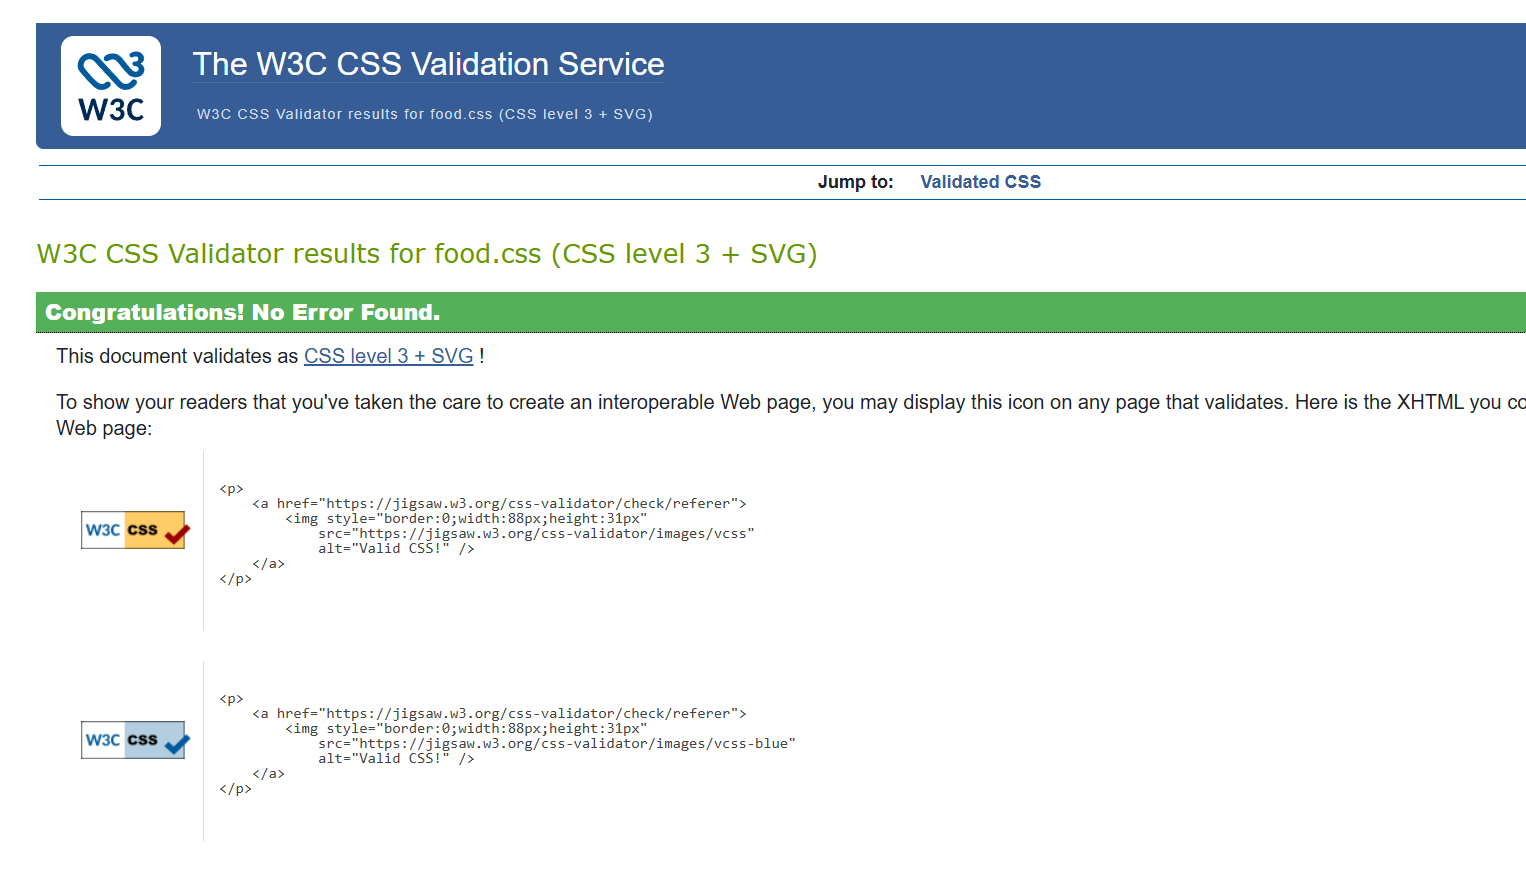 W3C
The W3C CSS Validation Service
W3C CSS Validator results for food.css (CSS level 3 + SVG)
Jump to: Validated CSS
W3C CSS Validator results for food.css (CSS level 3 + SVG)
Congratulations! No Error Found.
This document validates as CSS level 3 + SVG !
To show your readers that you've taken the care to create an interoperable Web page, you may display this icon on any page that validates. Here is the XHTML you co
Web page:
W3C css
<p>
<a href="https://jigsaw.w3.org/css-validator/check/referer">
<img style="border:0;width:88px;height:31px"
src="https://jigsaw.w3.org/css-validator/images/vcss"
alt="Valid CSS!" />
</a>
</p>
W3C css
<p>
<a href="https://jigsaw.w3.org/css-validator/check/referer">
<img style="border:0;width:88px;height:31px"
src="https://jigsaw.w3.org/css-validator/images/vcss-blue"
alt="Valid CSS!" />
</a>
</p>